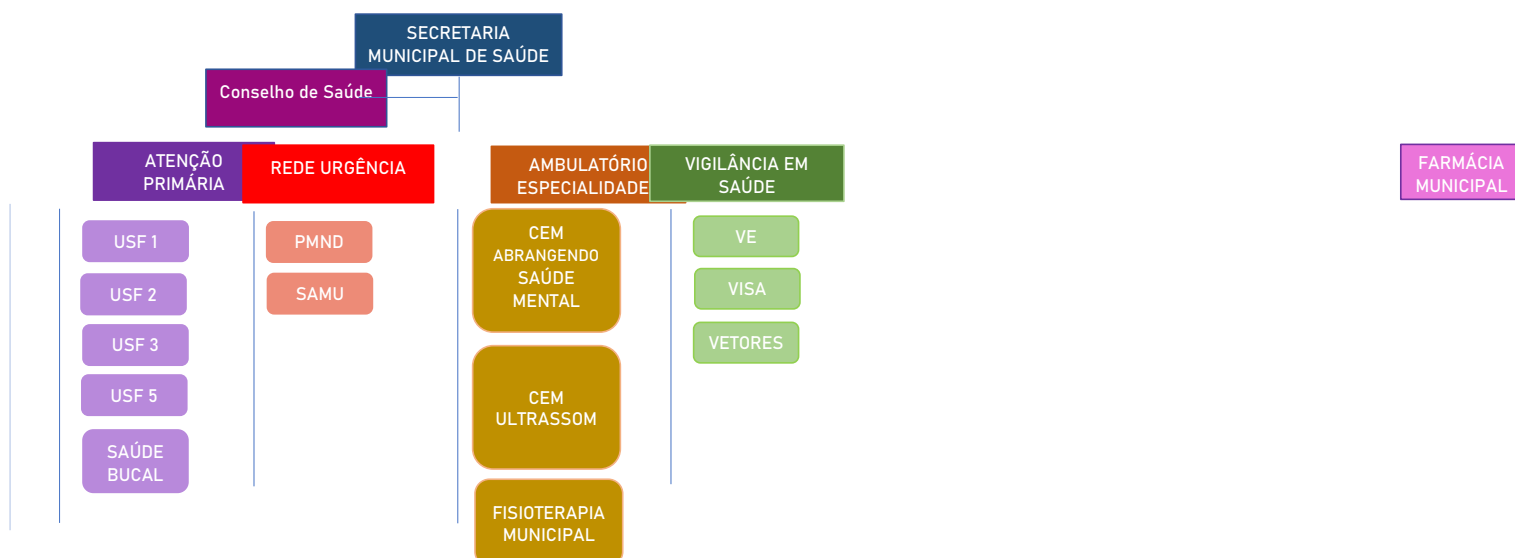 SECRETARIA
MUNICIPAL DE SAÚDE
Conselho de Saúde
ATENÇÃO
PRIMÁRIA
REDE URGÊNCIA
AMBULATÓRIO
ESPECIALIDADE
VIGILÂNCIA EM
SAÚDE
FARMÁCIA
MUNICIPAL
USF 1
USF 2
USF 3
USF 5
SAÚDE
BUCAL
PMND
SAMU
CEM
ABRANGENDO
SAÚDE
MENTAL
CEM
ULTRASSOM
FISIOTERAPIA
MUNICIPAL
VE
VISA
VETORES